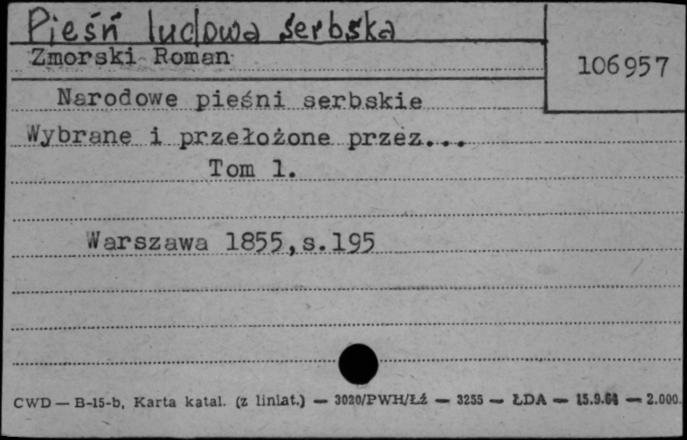 Pieśń ludowa serbska
Zmorski Roman
106957
Narodowe pieśni serbskie
Wybrane i przełożone przez...
Tom 1.
Warszawa 1855,s.195
CWD — B-15-b, Karta katal. (z liniat.) — 3020/PWH/Łź — 3255 — ŁDA — 15.9.64 — 2.000.